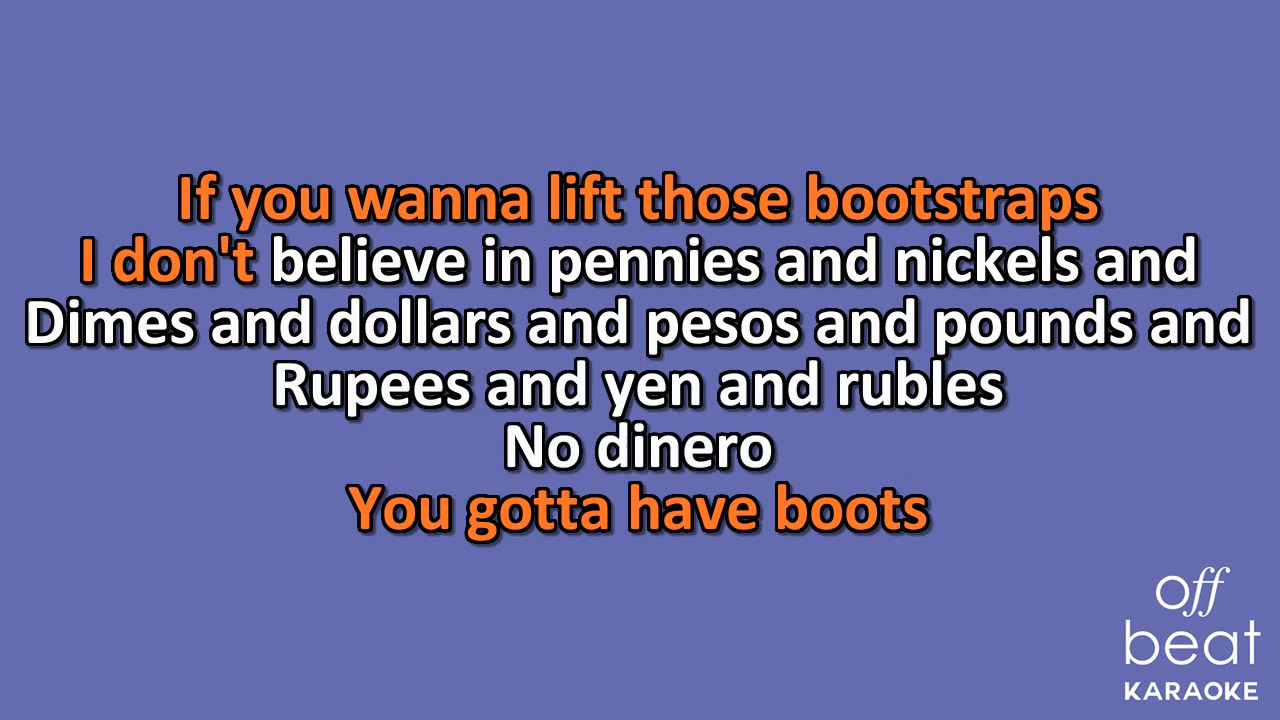 If you wanna lift those bootstraps
I don't believe in pennies and nickels and
Dimes and dollars and pesos and pounds and
Rupees and yen and rubles
No dinero
You gotta have boots
off
beat
KARAOKE